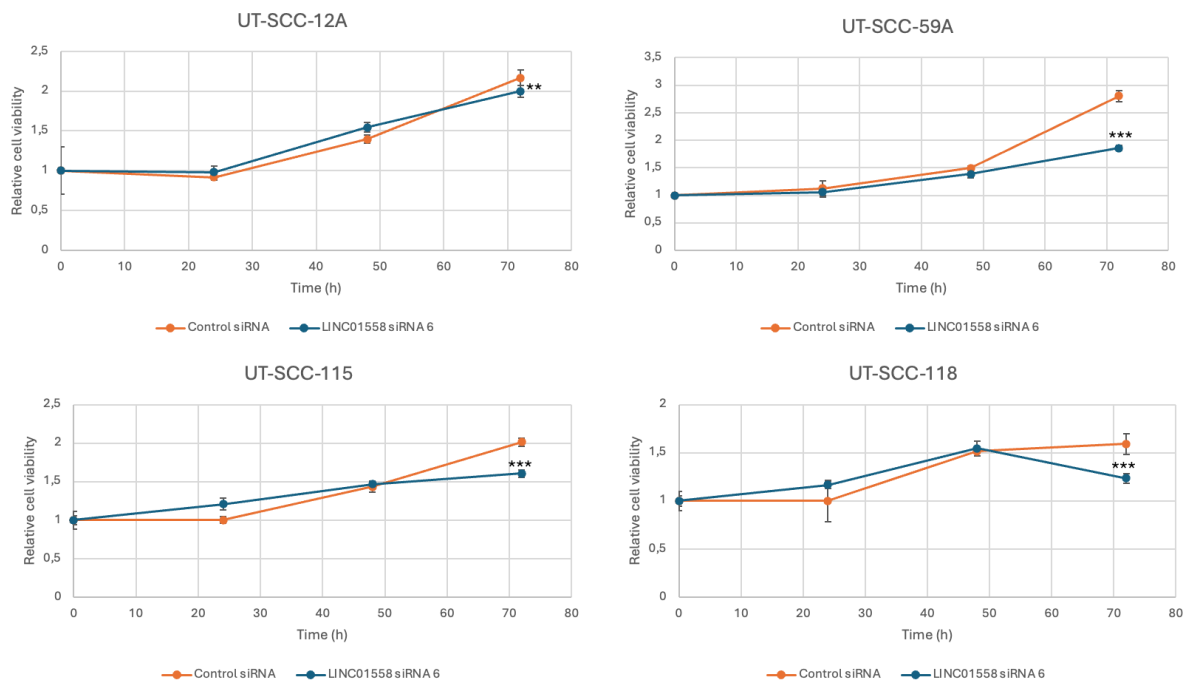 UT-SCC-12A
2,5
2
1,5
1
0,5
0
0 10 20 30 40 50 60 70 80
Relative cell viability
Time (h)
**
Control siRNA LINC01558 siRNA 6
UT-SCC-59A
3,5
3
2,5
2
1,5
1
0,5
0
0 10 20 30 40 50 60 70 80
Relative cell viability
Time (h)
***
Control siRNA LINC01558 siRNA 6
UT-SCC-115
2,5
2
1,5
1
0,5
0
0 10 20 30 40 50 60 70 80
Relative cell viability
Time (h)
***
Control siRNA LINC01558 siRNA 6
UT-SCC-118
2
1,5
1
0,5
0
0 10 20 30 40 50 60 70 80
Relative cell viability
Time (h)
***
Control siRNA LINC01558 siRNA 6